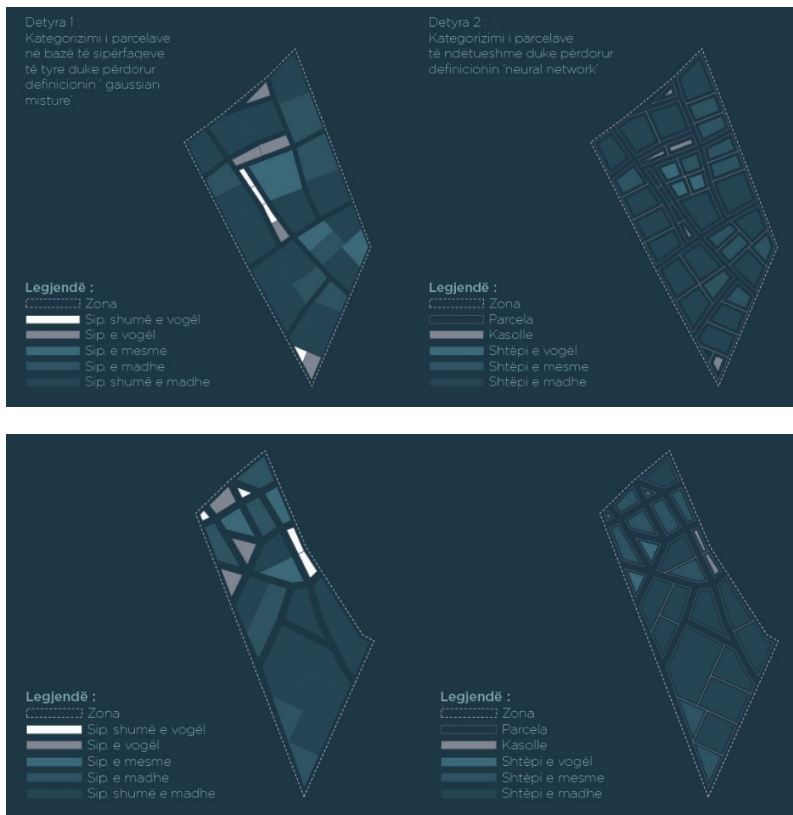 Detyra 1 :
Kategorizimi i parcelave
në bazë të sipërfaqeve
të tyre duke përdorur
definicionin ' gaussian
misture'
Detyra 2 :
Kategorizimi i parcelave
të ndëtueshme duke përdorur
definicionin 'neural network'
Legjendë :
Zona
Sip. shumë e vogël
Sip. e vogël
Sip. e mesme
Sip. e madhe
Sip. shumë e madhe
Legjendë :
Zona
Parcela
Kasolle
Shtëpi e vogël
Shtëpi e mesme
Shtëpi e madhe
Legjendë :
Zona
Sip. shumë e vogël
Sip. e vogël
Sip. e mesme
Sip. e madhe
Sip. shumë e madhe
Legjendë :
Zona
Parcela
Kasolle
Shtëpi e vogël
Shtëpi e mesme
Shtëpi e madhe